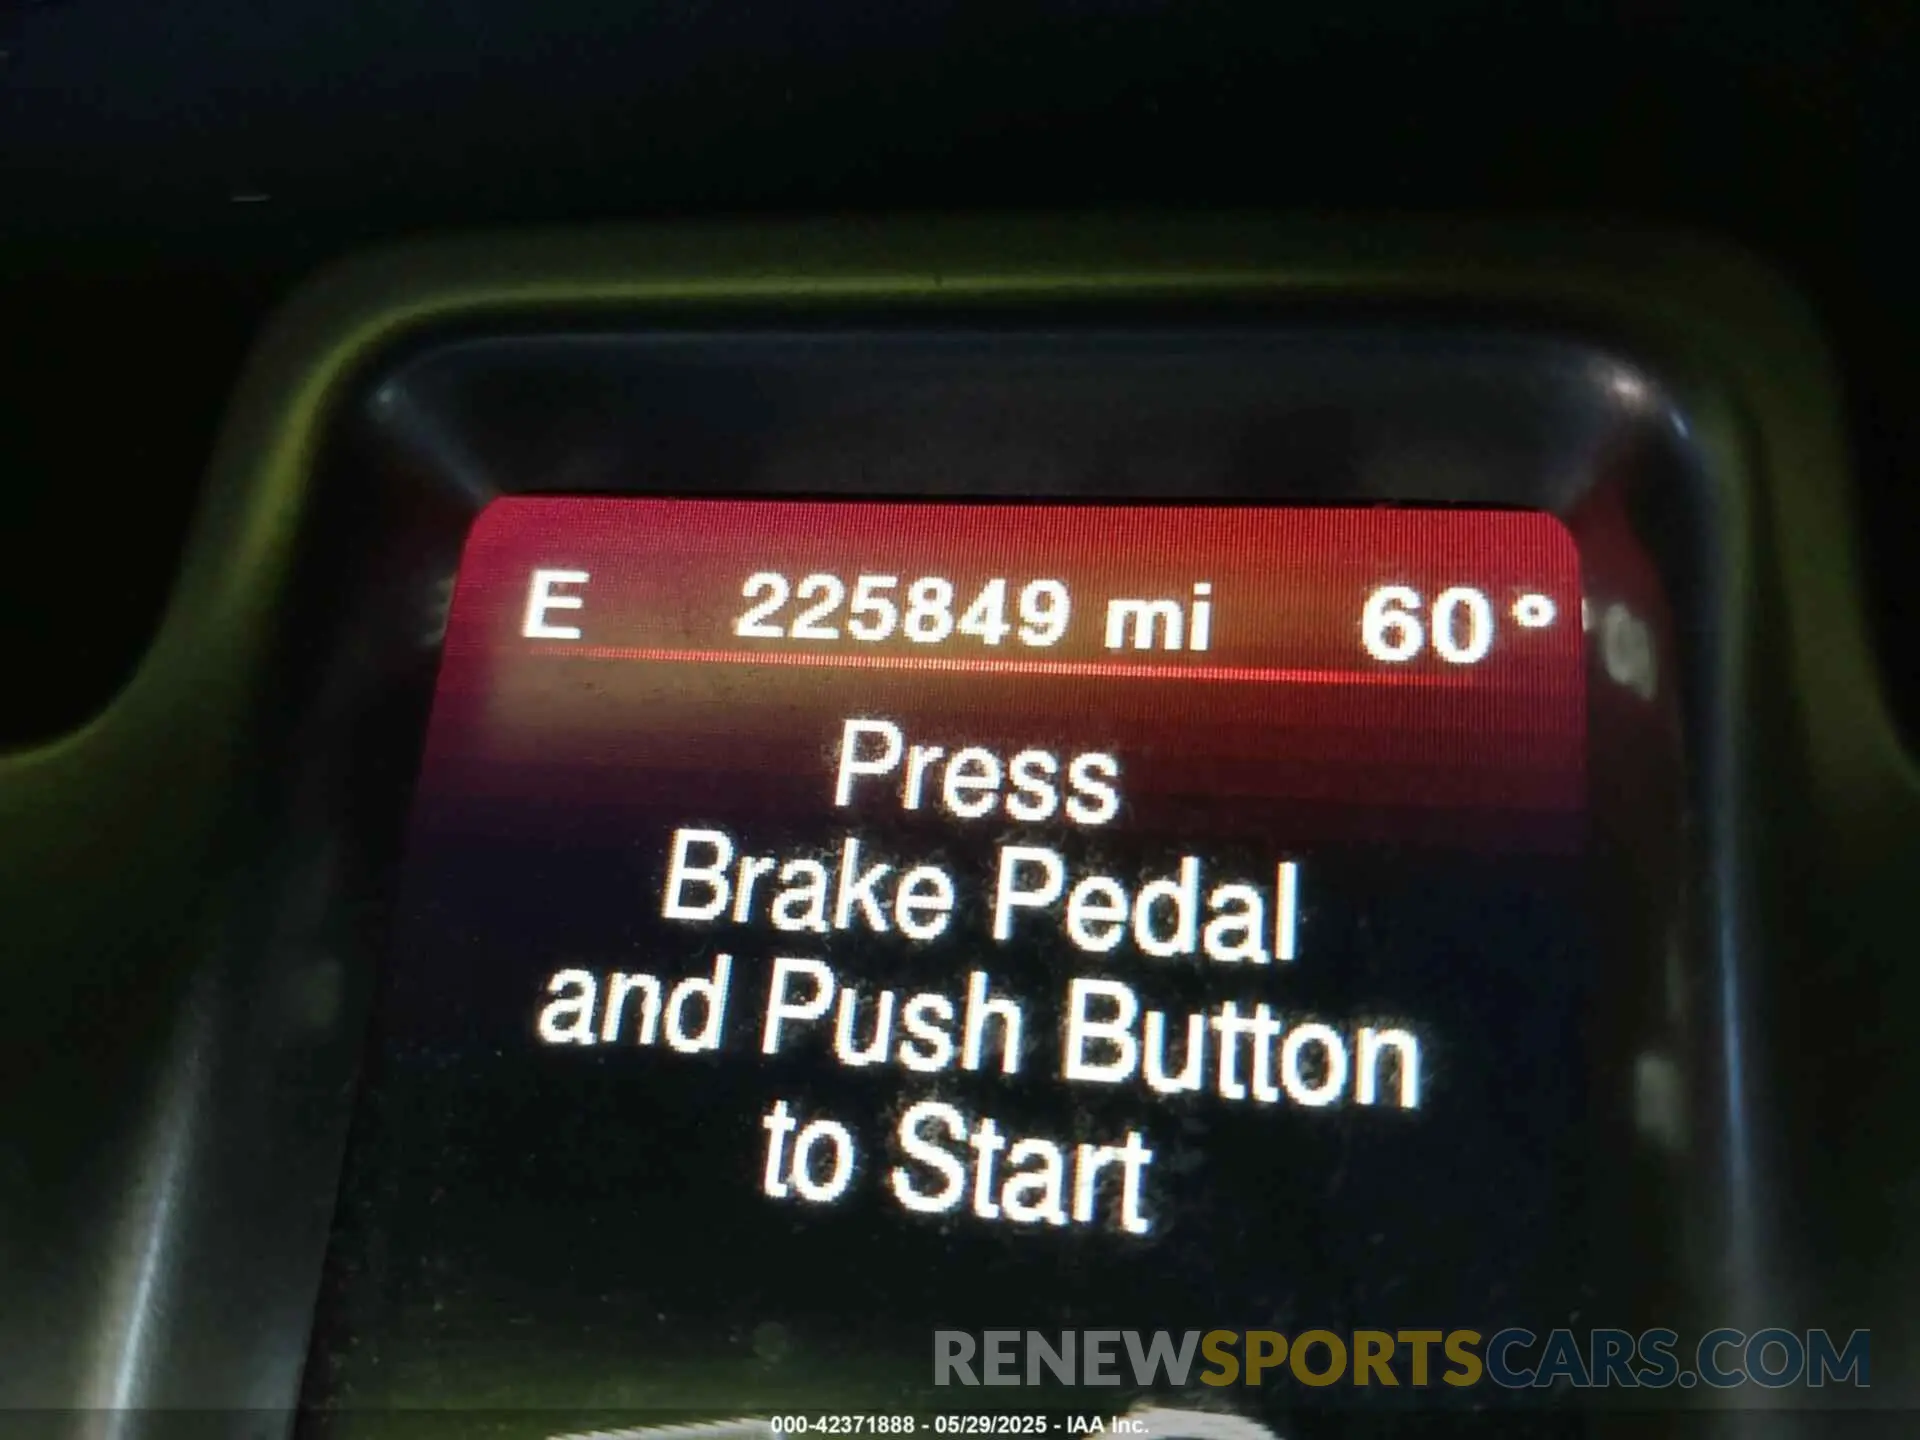 E 225849 mi 60°
Press
Brake Pedal
and Push Button
to Start
RENEWSPORTSCARS.COM
000-42371888 - 05/29/2025 - IAA Inc.